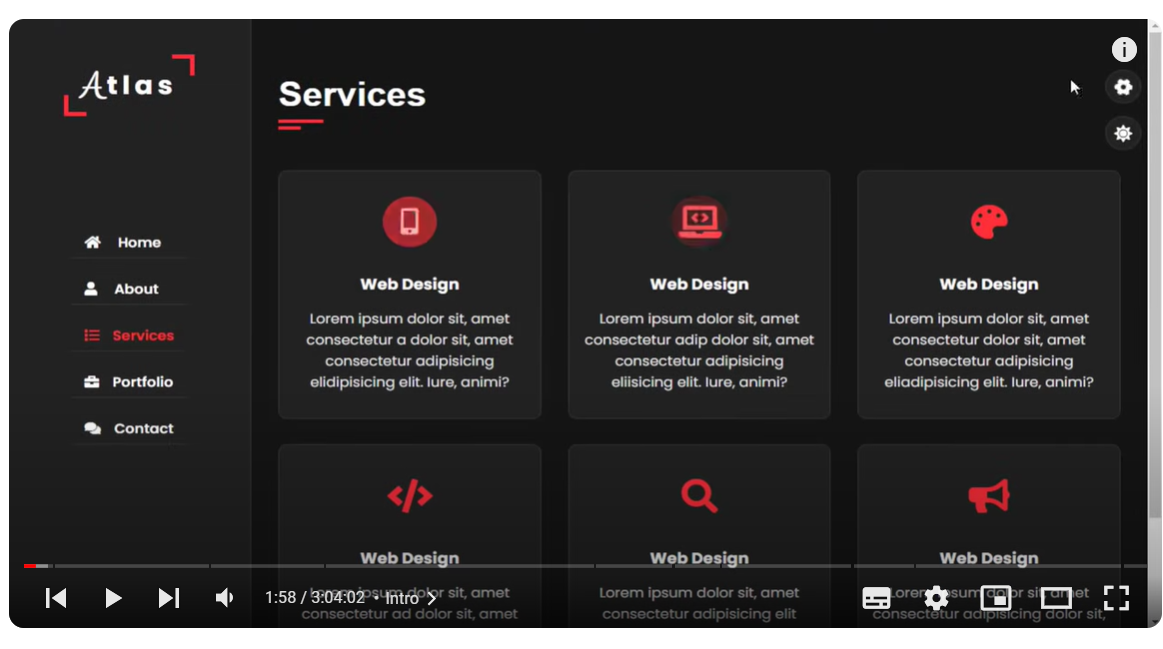 Atlas
Services
Home
About
Services
Portfolio
Contact
Web Design
Lorem ipsum dolor sit, amet
consectetur a dolor sit, amet
consectetur adipisicing
elidipisicing elit. Iure, animi?
Web Design
Lorem ipsum dolor sit, amet
consectetur adip dolor sit, amet
consectetur adipisicing
eliisicing elit. Iure, animi?
Web Design
Lorem ipsum dolor sit, amet
consectetur dolor sit, amet
consectetur adipisicing
eliadipisicing elit. Iure, animi?
Web Design
Lorem ipsum dolor sit, amet
consectetur ad dolor sit, amet
Web Design
Lorem ipsum dolor sit, amet
consectetur adipisicing elit
Web Design
Lorem ipsum dolor sit, amet
consectetur adipisicing dolor sit,
1:58 / 3:04:02 • Intro